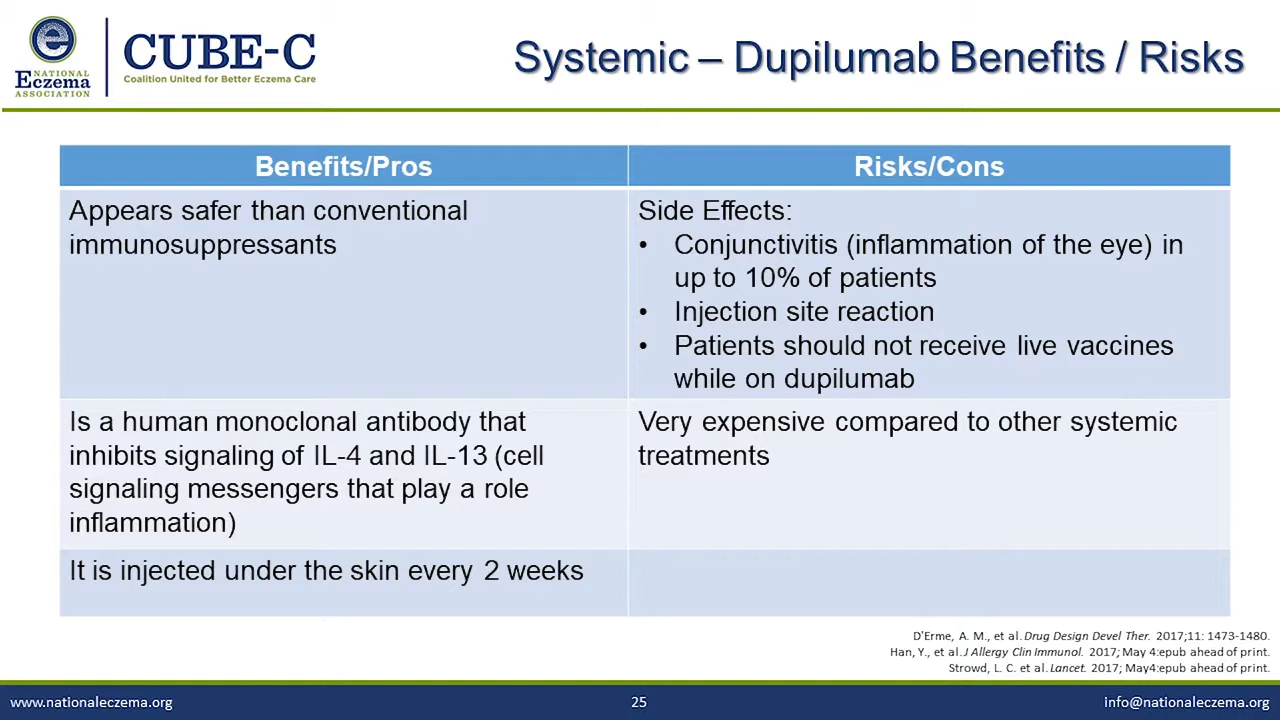 NATIONAL
Eczema
ASSOCIATION
CUBE-C
Coalition United for Better Eczema Care
Systemic – Dupilumab Benefits / Risks
Benefits/Pros
Risks/Cons
Appears safer than conventional
immunosuppressants
Side Effects:
• Conjunctivitis (inflammation of the eye) in
up to 10% of patients
• Injection site reaction
• Patients should not receive live vaccines
while on dupilumab
Is a human monoclonal antibody that
inhibits signaling of IL-4 and IL-13 (cell
signaling messengers that play a role
inflammation)
Very expensive compared to other systemic
treatments
It is injected under the skin every 2 weeks
D'Erme, A. M., et al. Drug Design Devel Ther. 2017;11: 1473-1480.
Han, Y., et al. J Allergy Clin Immunol. 2017; May 4:epub ahead of print.
Strowd, L. C. et al. Lancet. 2017; May4:epub ahead of print.
www.nationaleczema.org
25
info@nationaleczema.org